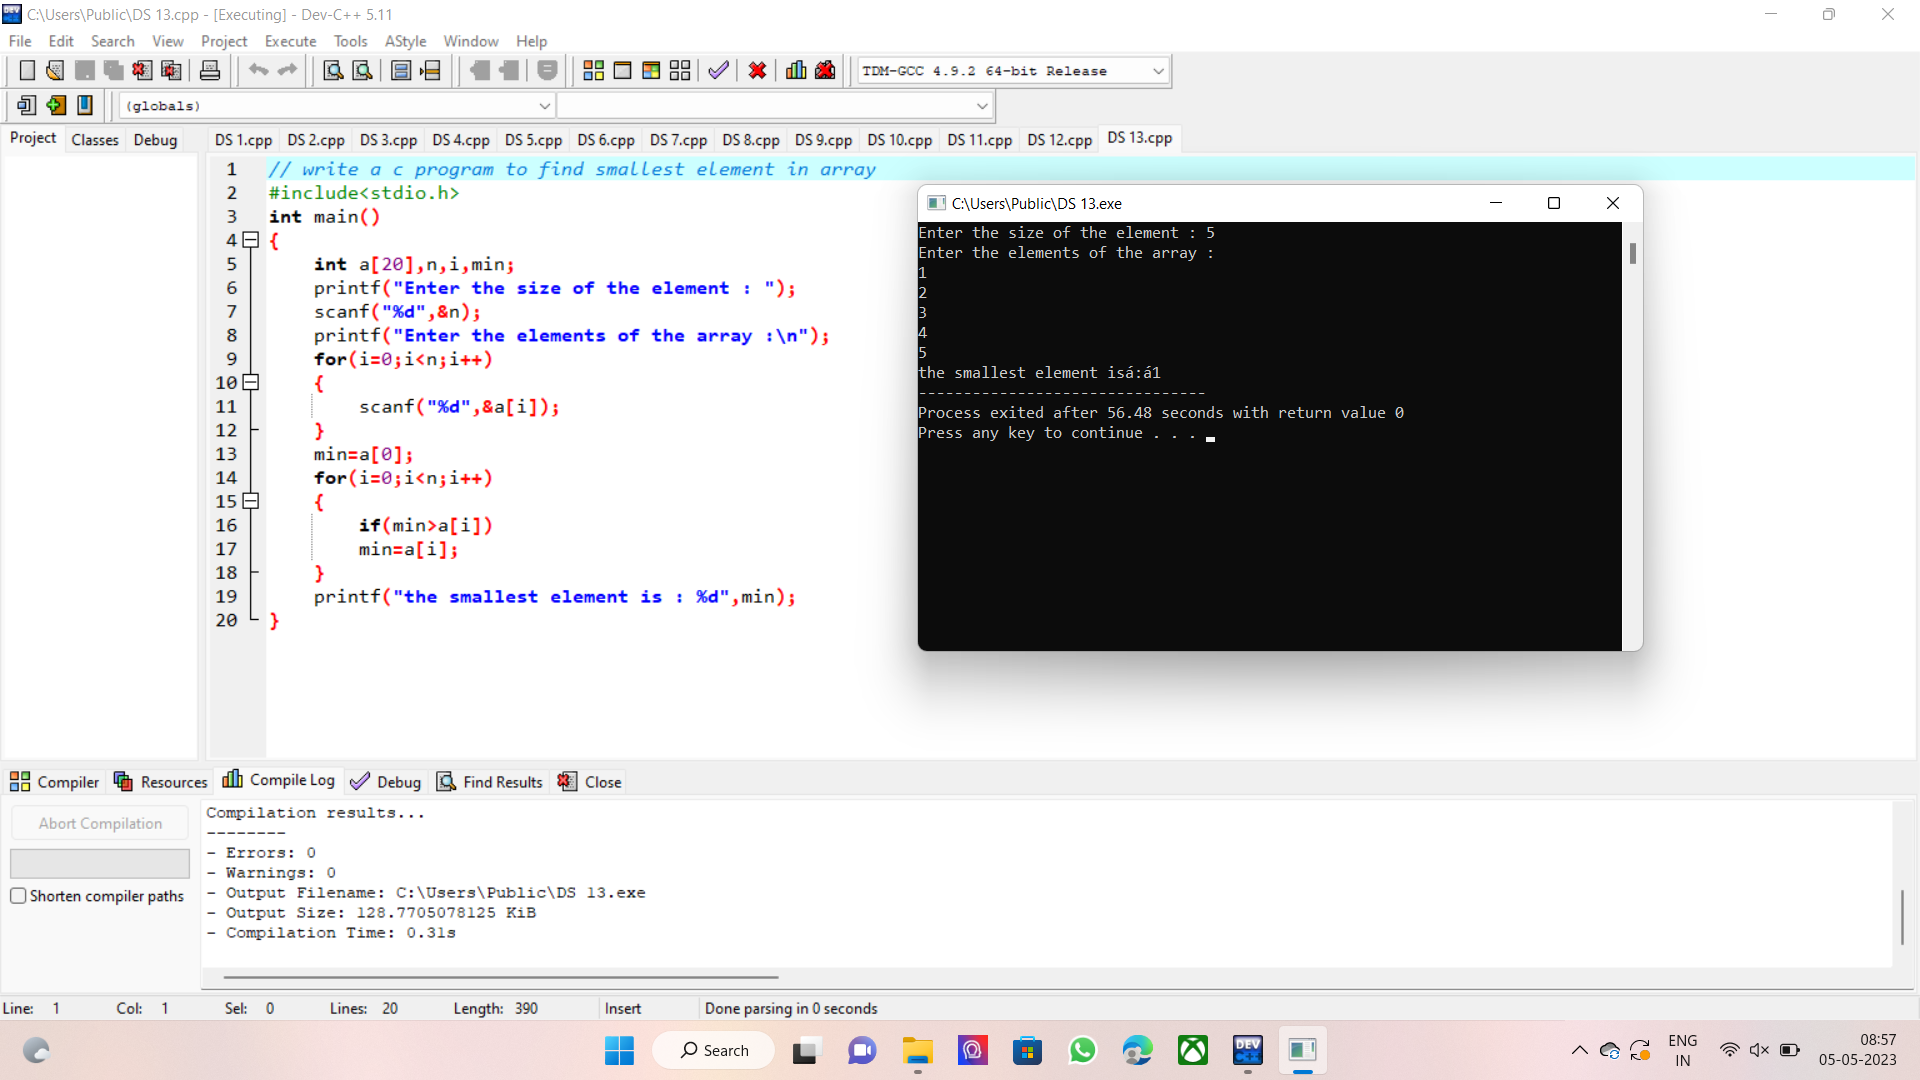 C:\Users\Public\DS 13.cpp - [Executing] - Dev-C++ 5.11
File Edit Search View Project Execute Tools AStyle Window Help
TDM-GCC 4.9.2 64-bit Release
(globals)
Project Classes Debug
DS 1.cpp DS 2.cpp DS 3.cpp DS 4.cpp DS 5.cpp DS 6.cpp DS 7.cpp DS 8.cpp DS 9.cpp DS 10.cpp DS 11.cpp DS 12.cpp DS 13.cpp
1 // write a c program to find smallest element in array
2 #include<stdio.h>
3 int main()
4 {
5 int a[20],n,i,min;
6 printf("Enter the size of the element : ");
7 scanf("%d",&n);
8 printf("Enter the elements of the array :\n");
9 for(i=0;i<n;i++)
10 {
11 scanf("%d",&a[i]);
12 }
13 min=a[0];
14 for(i=0;i<n;i++)
15 {
16 if(min>a[i])
17 min=a[i];
18 }
19 printf("the smallest element is : %d",min);
20 }
C:\Users\Public\DS 13.exe
Enter the size of the element : 5
Enter the elements of the array :
1
2
3
4
5
the smallest element isá:á1
--------------------------------
Process exited after 56.48 seconds with return value 0
Press any key to continue . . .
Compiler Resources Compile Log Debug Find Results Close
Abort Compilation
Shorten compiler paths
Compilation results...
--------
- Errors: 0
- Warnings: 0
- Output Filename: C:\Users\Public\DS 13.exe
- Output Size: 128.7705078125 KiB
- Compilation Time: 0.31s
Line: 1 Col: 1 Sel: 0 Lines: 20 Length: 390 Insert Done parsing in 0 seconds
Search
DEV
C++
ENG
IN
08:57
05-05-2023